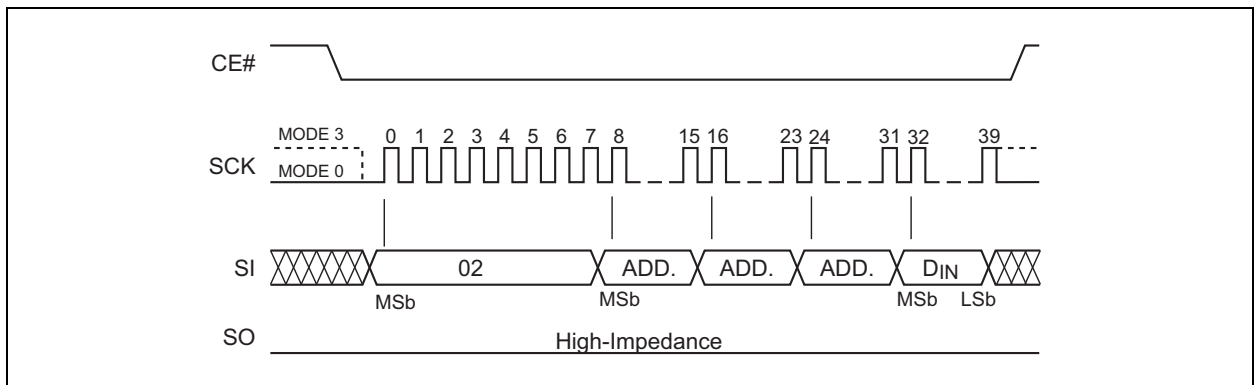 CE#
MODE 3
0 1 2 3 4 5 6 7 8 15 16 23 24 31 32 39
SCK
MODE 0
SI 02 ADD. ADD. ADD. DIN
MSb MSb MSb LSb
SO High-Impedance